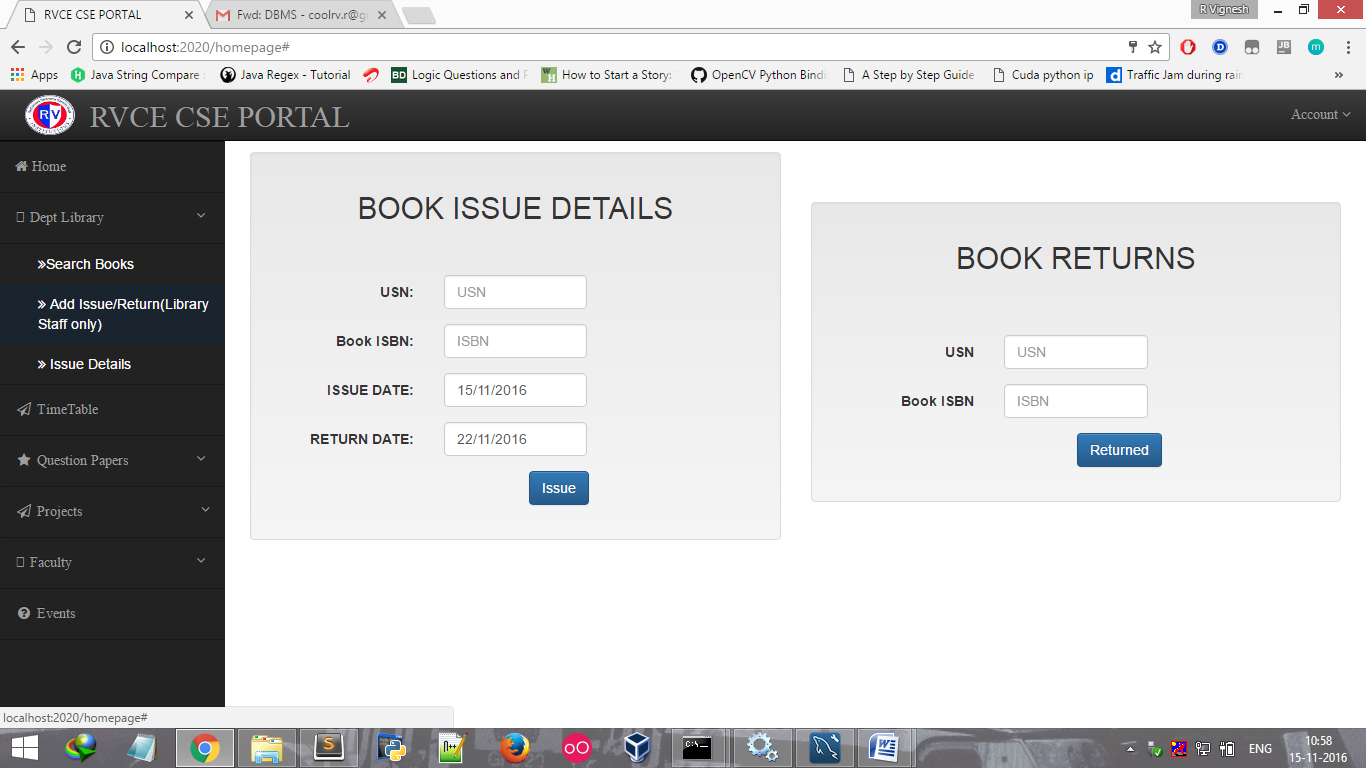 RVCE CSE PORTAL
Fwd: DBMS - coolrv.r@g
R Vignesh
localhost:2020/homepage#
Apps
Java String Compare
Java Regex - Tutorial
BD Logic Questions and
How to Start a Story:
OpenCV Python Bindi
A Step by Step Guide
Cuda python ip
Traffic Jam during rain
»
RV
RVCE CSE PORTAL
Account
Home
Dept Library
»Search Books
» Add Issue/Return(Library
Staff only)
» Issue Details
TimeTable
Question Papers
Projects
Faculty
Events
BOOK ISSUE DETAILS
USN:
USN
Book ISBN:
ISBN
ISSUE DATE:
15/11/2016
RETURN DATE:
22/11/2016
Issue
BOOK RETURNS
USN
USN
Book ISBN
ISBN
Returned
localhost:2020/homepage#
ENG
10:58
15-11-2016